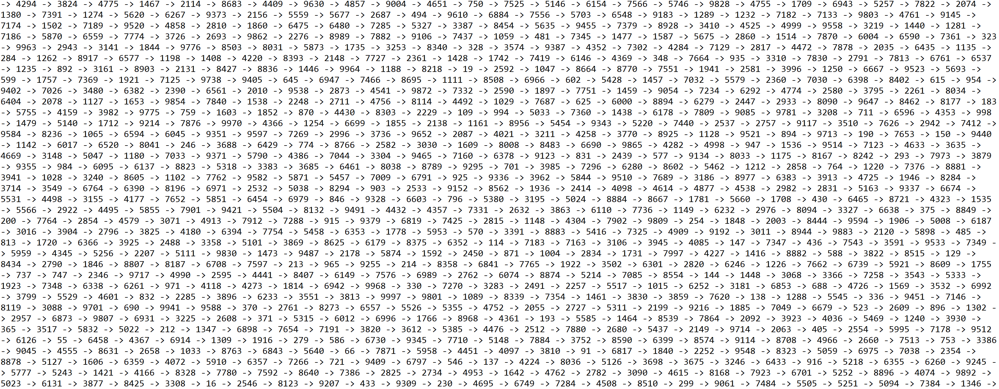 -> 4294 -> 3824 -> 4775 -> 1467 -> 2114 -> 8683 -> 4409 -> 9630 -> 4857 -> 9004 -> 4651 -> 750 -> 7525 -> 5146 -> 6154 -> 7566 -> 5746 -> 9828 -> 4755 -> 1709 -> 6943 -> 5257 -> 7822 -> 2074 ->
1380 -> 7391 -> 1274 -> 5620 -> 6267 -> 9373 -> 2156 -> 5559 -> 5677 -> 2687 -> 494 -> 9610 -> 6884 -> 7556 -> 5703 -> 6548 -> 9183 -> 1289 -> 1232 -> 7182 -> 7133 -> 9803 -> 4761 -> 9145 ->
7174 -> 1502 -> 7189 -> 9520 -> 4858 -> 2810 -> 1860 -> 6475 -> 6480 -> 7285 -> 5327 -> 3387 -> 8454 -> 5635 -> 9455 -> 7379 -> 8928 -> 3410 -> 4525 -> 4999 -> 9558 -> 3219 -> 1440 -> 1281 ->
7186 -> 5870 -> 6559 -> 7774 -> 3726 -> 2693 -> 9862 -> 2276 -> 8989 -> 7882 -> 9106 -> 7437 -> 1059 -> 481 -> 7345 -> 1477 -> 1587 -> 5675 -> 2860 -> 1514 -> 7870 -> 6004 -> 6590 -> 7361 -> 323
-> 9963 -> 2943 -> 3141 -> 1844 -> 9776 -> 8503 -> 8031 -> 5873 -> 1735 -> 3253 -> 8340 -> 328 -> 3574 -> 9387 -> 4352 -> 7302 -> 4284 -> 7129 -> 2817 -> 4472 -> 7878 -> 2035 -> 6435 -> 1135 ->
284 -> 1262 -> 8917 -> 6577 -> 1198 -> 1408 -> 4220 -> 8393 -> 2148 -> 7727 -> 2361 -> 1428 -> 1742 -> 7419 -> 6146 -> 4369 -> 348 -> 7664 -> 935 -> 3310 -> 7830 -> 2791 -> 7813 -> 6761 -> 6537
-> 1235 -> 892 -> 3161 -> 8903 -> 2131 -> 8427 -> 8836 -> 1446 -> 9964 -> 1188 -> 8218 -> 19 -> 2592 -> 1047 -> 8664 -> 8770 -> 7551 -> 1941 -> 2581 -> 3996 -> 1250 -> 6667 -> 9523 -> 5693 ->
599 -> 1757 -> 7369 -> 1921 -> 7125 -> 9738 -> 9405 -> 645 -> 6947 -> 7466 -> 8695 -> 1111 -> 8508 -> 6966 -> 602 -> 5428 -> 1457 -> 7032 -> 5579 -> 2360 -> 7030 -> 6398 -> 8402 -> 615 -> 954 ->
9402 -> 7026 -> 3480 -> 6382 -> 2390 -> 6561 -> 2010 -> 9538 -> 2873 -> 4541 -> 9872 -> 7332 -> 2590 -> 1897 -> 7751 -> 1459 -> 9054 -> 7234 -> 6292 -> 4774 -> 2580 -> 3795 -> 2261 -> 8034 ->
6404 -> 2078 -> 1127 -> 1653 -> 9854 -> 7840 -> 1538 -> 2248 -> 2711 -> 4756 -> 8114 -> 4492 -> 1029 -> 7687 -> 625 -> 6000 -> 8894 -> 6279 -> 2447 -> 2933 -> 8090 -> 9647 -> 8462 -> 8177 -> 183
-> 5755 -> 4159 -> 3982 -> 9775 -> 759 -> 1603 -> 1852 -> 870 -> 4430 -> 8303 -> 2229 -> 109 -> 994 -> 5033 -> 7360 -> 1438 -> 6178 -> 7809 -> 9085 -> 9781 -> 3208 -> 711 -> 6596 -> 4353 -> 998
-> 1479 -> 5140 -> 1712 -> 9214 -> 7876 -> 9970 -> 4366 -> 1254 -> 6699 -> 1855 -> 2138 -> 1161 -> 8956 -> 5454 -> 9343 -> 5220 -> 7440 -> 2537 -> 2757 -> 9117 -> 3510 -> 7626 -> 2942 -> 7412 ->
9584 -> 8236 -> 1065 -> 6594 -> 6045 -> 9351 -> 9597 -> 7269 -> 2996 -> 3736 -> 9652 -> 2087 -> 4021 -> 3211 -> 4258 -> 3770 -> 8925 -> 1128 -> 9521 -> 894 -> 9713 -> 190 -> 7653 -> 150 -> 9440
-> 1142 -> 6017 -> 6520 -> 8041 -> 246 -> 3688 -> 6429 -> 774 -> 8766 -> 2582 -> 3030 -> 1609 -> 8008 -> 8483 -> 6690 -> 9865 -> 4282 -> 4998 -> 947 -> 1536 -> 9514 -> 7123 -> 4633 -> 3635 ->
4669 -> 3148 -> 5047 -> 1180 -> 7033 -> 9371 -> 5790 -> 4386 -> 7044 -> 3304 -> 9465 -> 7160 -> 6378 -> 9123 -> 831 -> 2439 -> 577 -> 9134 -> 8033 -> 1175 -> 8167 -> 8242 -> 293 -> 7973 -> 3879
-> 9355 -> 984 -> 6095 -> 6137 -> 8823 -> 5318 -> 3383 -> 3685 -> 6461 -> 8038 -> 8789 -> 9295 -> 701 -> 3985 -> 7296 -> 6280 -> 8602 -> 5462 -> 1212 -> 2858 -> 764 -> 1220 -> 7376 -> 8881 ->
3941 -> 1028 -> 3240 -> 8605 -> 1102 -> 7762 -> 9582 -> 5871 -> 5457 -> 7009 -> 6791 -> 925 -> 9336 -> 3962 -> 5844 -> 9510 -> 7689 -> 3186 -> 8977 -> 6383 -> 3913 -> 4725 -> 1946 -> 8284 ->
3714 -> 3549 -> 6764 -> 6390 -> 8196 -> 6971 -> 2532 -> 5038 -> 8294 -> 903 -> 2533 -> 9152 -> 8562 -> 1936 -> 2414 -> 4098 -> 4614 -> 4877 -> 4538 -> 2982 -> 2831 -> 5163 -> 9337 -> 6674 ->
5531 -> 4498 -> 3155 -> 4177 -> 7652 -> 5851 -> 6454 -> 6979 -> 846 -> 9328 -> 6603 -> 796 -> 5380 -> 3195 -> 5024 -> 8884 -> 8667 -> 1781 -> 5660 -> 1708 -> 430 -> 6465 -> 8721 -> 4323 -> 1535
-> 5566 -> 2922 -> 4495 -> 5855 -> 7901 -> 9421 -> 5504 -> 8132 -> 9491 -> 4432 -> 4357 -> 7331 -> 2632 -> 3863 -> 6110 -> 7736 -> 1149 -> 6232 -> 2976 -> 8094 -> 3327 -> 6638 -> 375 -> 8849 ->
200 -> 7764 -> 2854 -> 4579 -> 3071 -> 4913 -> 7912 -> 7288 -> 915 -> 9379 -> 6819 -> 7425 -> 2815 -> 1148 -> 4304 -> 7902 -> 9809 -> 254 -> 1848 -> 2003 -> 8444 -> 9594 -> 1906 -> 5008 -> 6187
-> 3016 -> 3904 -> 2796 -> 3825 -> 4180 -> 6394 -> 7754 -> 5458 -> 6353 -> 1778 -> 5953 -> 570 -> 3391 -> 8883 -> 5416 -> 7325 -> 4909 -> 9192 -> 3011 -> 8944 -> 9883 -> 2120 -> 5898 -> 485 ->
813 -> 1720 -> 6366 -> 3925 -> 2488 -> 3358 -> 5101 -> 3869 -> 8625 -> 6179 -> 8375 -> 6352 -> 114 -> 7183 -> 7163 -> 3106 -> 3945 -> 4085 -> 147 -> 7347 -> 436 -> 7543 -> 3591 -> 9533 -> 7349 -
> 5959 -> 4345 -> 5256 -> 2207 -> 5111 -> 9830 -> 1473 -> 9487 -> 2178 -> 5874 -> 1592 -> 2450 -> 871 -> 1004 -> 2834 -> 1731 -> 7997 -> 4227 -> 1416 -> 8882 -> 588 -> 3822 -> 8515 -> 129 ->
8434 -> 2790 -> 1846 -> 8807 -> 8187 -> 6708 -> 7597 -> 213 -> 965 -> 9255 -> 214 -> 8358 -> 6841 -> 7765 -> 1922 -> 3502 -> 6301 -> 2820 -> 6246 -> 1226 -> 7662 -> 6739 -> 5921 -> 8609 -> 1755
-> 737 -> 747 -> 2346 -> 9717 -> 4990 -> 2595 -> 4441 -> 8407 -> 6149 -> 7576 -> 6989 -> 2762 -> 6074 -> 8874 -> 5214 -> 7085 -> 8554 -> 144 -> 1448 -> 3068 -> 3366 -> 7258 -> 3543 -> 5333 ->
1923 -> 7348 -> 6338 -> 6261 -> 971 -> 4118 -> 4273 -> 1814 -> 6942 -> 9968 -> 330 -> 7270 -> 3283 -> 2491 -> 2257 -> 5517 -> 1015 -> 6252 -> 3181 -> 6853 -> 688 -> 4726 -> 1569 -> 3532 -> 6992
-> 3799 -> 5529 -> 4601 -> 832 -> 2285 -> 3896 -> 6233 -> 3551 -> 3813 -> 9997 -> 9801 -> 1089 -> 8339 -> 7354 -> 1461 -> 3830 -> 3859 -> 7620 -> 138 -> 1288 -> 5545 -> 336 -> 9451 -> 7146 ->
8119 -> 3088 -> 9701 -> 690 -> 9941 -> 9588 -> 370 -> 2761 -> 8273 -> 6557 -> 5526 -> 5355 -> 4752 -> 2055 -> 2727 -> 5311 -> 2199 -> 9216 -> 1885 -> 7049 -> 6679 -> 523 -> 2609 -> 896 -> 1302 -
> 2957 -> 6873 -> 9807 -> 6931 -> 3225 -> 2608 -> 371 -> 5315 -> 6012 -> 6996 -> 1766 -> 8968 -> 4361 -> 193 -> 5585 -> 1464 -> 8539 -> 7864 -> 2092 -> 3923 -> 4036 -> 5469 -> 1240 -> 3930 ->
365 -> 3517 -> 5832 -> 5022 -> 212 -> 1347 -> 6898 -> 7654 -> 7191 -> 3820 -> 3612 -> 5385 -> 4476 -> 2512 -> 7880 -> 2680 -> 5437 -> 2149 -> 9714 -> 2063 -> 405 -> 2554 -> 5995 -> 7178 -> 9512
-> 6126 -> 55 -> 6458 -> 4367 -> 6914 -> 1309 -> 1916 -> 279 -> 586 -> 6730 -> 9345 -> 7710 -> 5148 -> 7884 -> 3752 -> 8590 -> 6399 -> 8574 -> 9114 -> 8708 -> 4966 -> 2660 -> 7513 -> 753 -> 3386
-> 9045 -> 4555 -> 8631 -> 2658 -> 1033 -> 8763 -> 6843 -> 5640 -> 66 -> 7871 -> 5958 -> 4451 -> 4097 -> 3810 -> 91 -> 6817 -> 1840 -> 2252 -> 9548 -> 8323 -> 5059 -> 6975 -> 7038 -> 2354 ->
8878 -> 5127 -> 1606 -> 6359 -> 4072 -> 5910 -> 6357 -> 7266 -> 721 -> 9409 -> 6797 -> 546 -> 137 -> 4224 -> 8036 -> 5126 -> 3698 -> 3675 -> 3246 -> 6433 -> 916 -> 5218 -> 6355 -> 6260 -> 9245 -
> 5777 -> 5243 -> 1421 -> 4166 -> 8328 -> 7780 -> 7592 -> 8640 -> 7386 -> 2825 -> 2734 -> 4953 -> 1642 -> 4762 -> 2782 -> 3090 -> 4615 -> 8168 -> 7923 -> 6701 -> 5252 -> 8896 -> 4074 -> 9892 ->
5023 -> 6131 -> 3877 -> 8425 -> 3308 -> 16 -> 2546 -> 8123 -> 9207 -> 433 -> 9309 -> 230 -> 4695 -> 6749 -> 7284 -> 4508 -> 8510 -> 299 -> 9061 -> 7484 -> 5505 -> 5251 -> 5094 -> 7384 -> 1346 ->